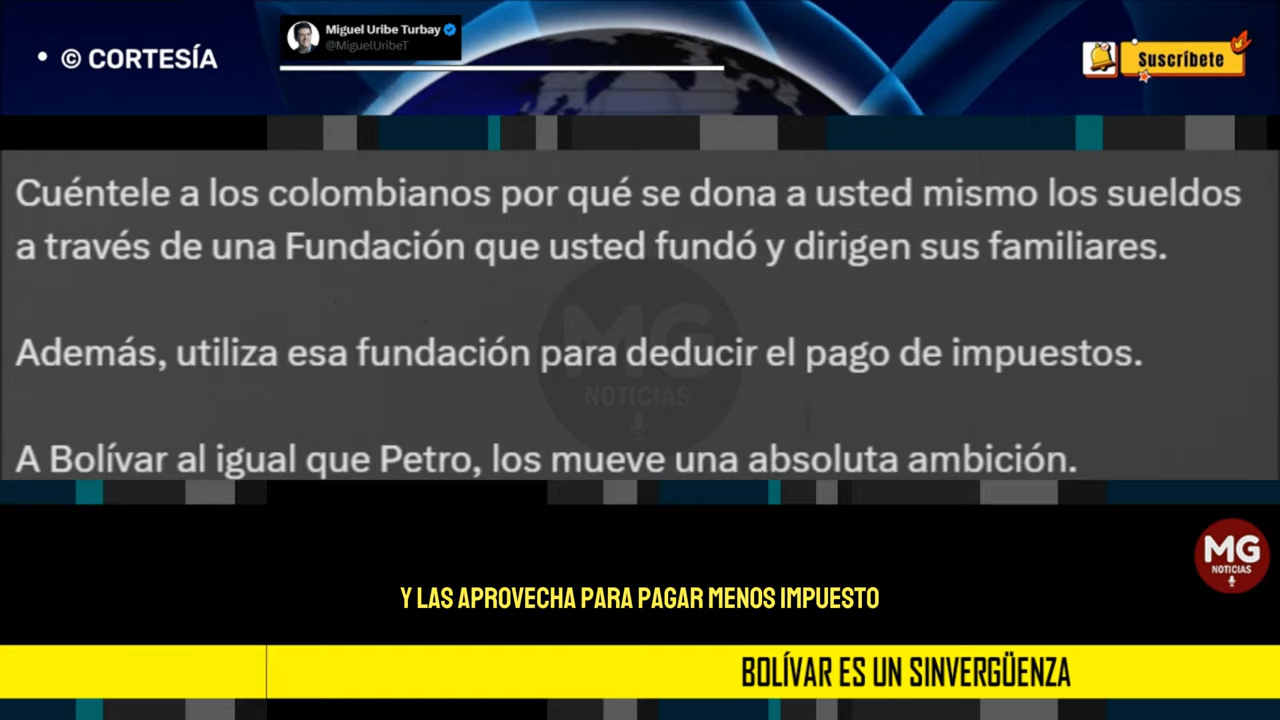 • © CORTESÍA
Miguel Uribe Turbay
@MiguelUribeT
Suscríbete
Cuéntele a los colombianos por qué se dona a usted mismo los sueldos
a través de una Fundación que usted fundó y dirigen sus familiares.
Además, utiliza esa fundación para deducir el pago de impuestos.
A Bolívar al igual que Petro, los mueve una absoluta ambición.
MG
NOTICIAS
MG
NOTICIAS
Y LAS APROVECHA PARA PAGAR MENOS IMPUESTO
BOLÍVAR ES UN SINVERGÜENZA